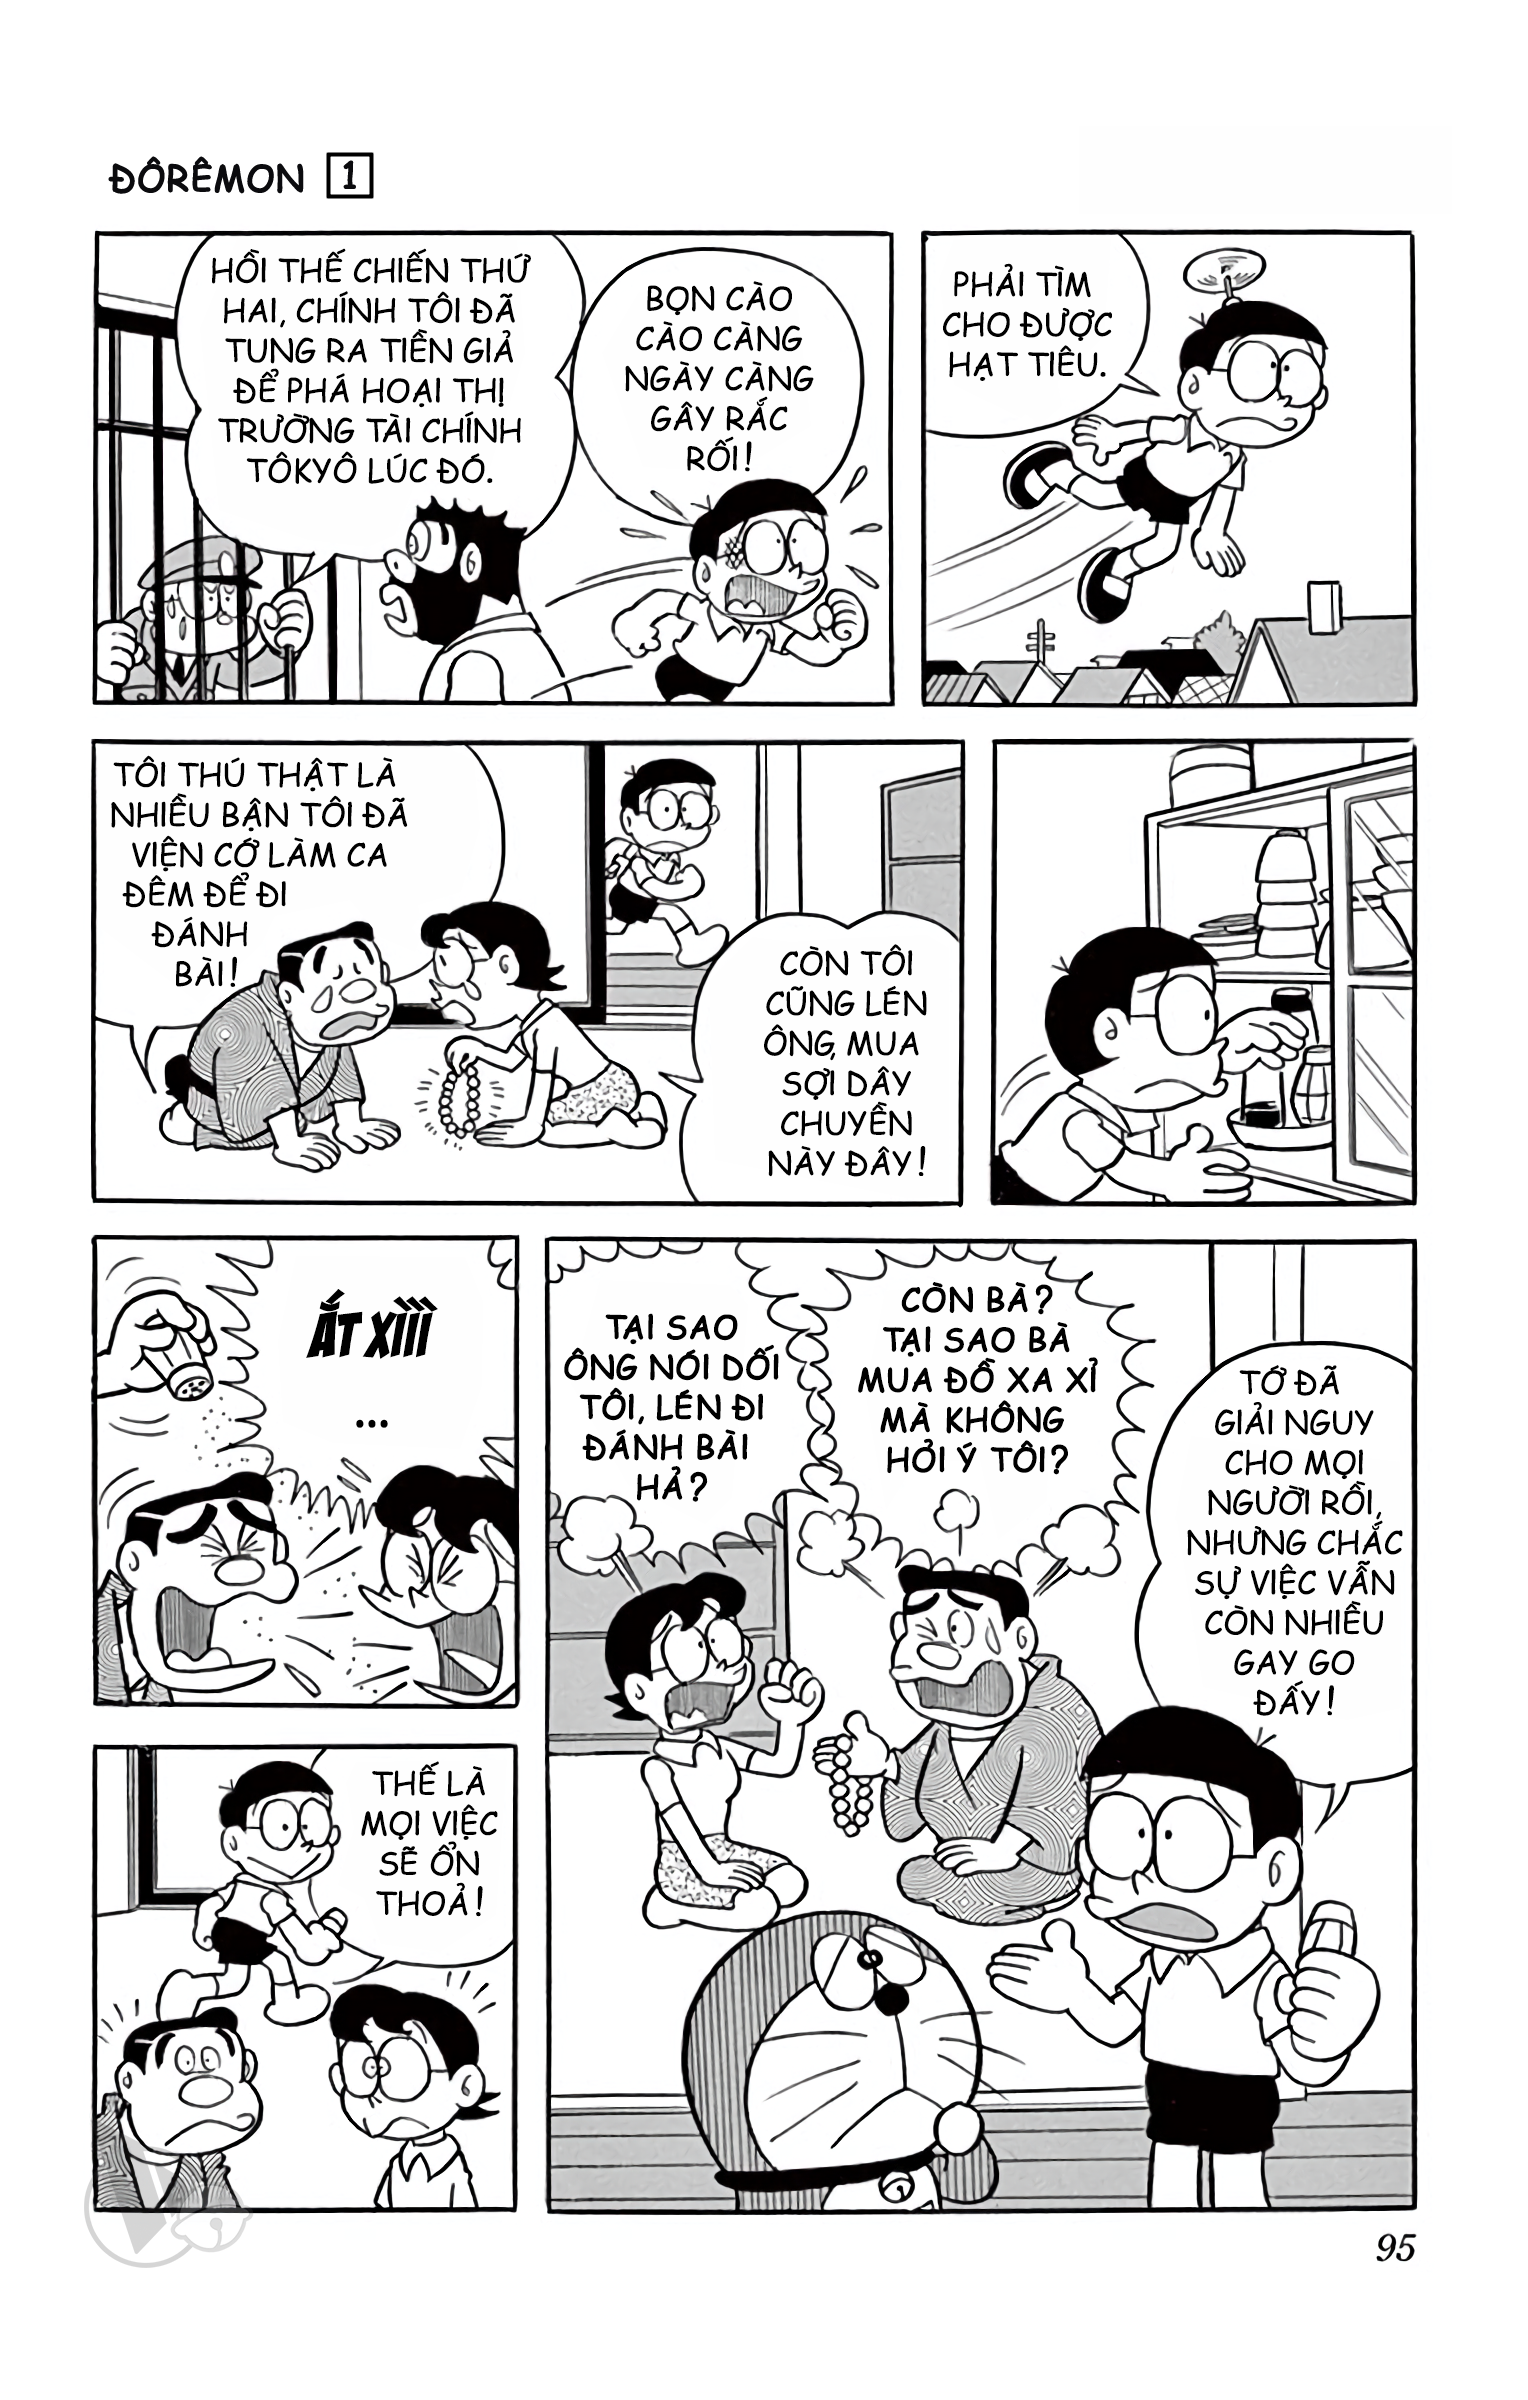 ĐÔRÊMON 1
HỒI THẾ CHIẾN THỨ
HAI, CHÍNH TÔI ĐÃ
TUNG RA TIỀN GIẢ
ĐỂ PHÁ HOẠI THỊ
TRƯỜNG TÀI CHÍNH
TÔKYÔ LÚC ĐÓ.
BỌN CÀO
CÀO CÀNG
NGÀY CÀNG
GÂY RẮC
RỐI!
PHẢI TÌM
CHO ĐƯỢC
HẠT TIÊU.
TÔI THÚ THẬT LÀ
NHIỀU BẬN TÔI ĐÃ
VIỆN CỚ LÀM CA
ĐÊM ĐỂ ĐI
ĐÁNH
BÀI!
CÒN TÔI
CŨNG LÉN
ÔNG, MUA
SỢI DÂY
CHUYỀN
NÀY ĐÂY!
ẮT XÌÌÌ
...
THẾ LÀ
MỌI VIỆC
SẼ ỔN
THOẢ!
TẠI SAO
ÔNG NÓI DỐI
TÔI, LÉN ĐI
ĐÁNH BÀI
HẢ?
CÒN BÀ?
TẠI SAO BÀ
MUA ĐỒ XA XỈ
MÀ KHÔNG
HỎI Ý TÔI?
TỚ ĐÃ
GIẢI NGUY
CHO MỌI
NGƯỜI RỒI,
NHƯNG CHẮC
SỰ VIỆC VẪN
CÒN NHIỀU
GAY GO
ĐẤY!
95